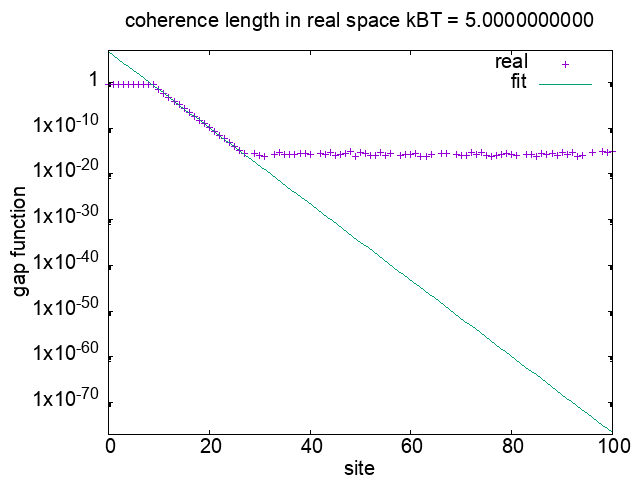 coherence length in real space kBT = 5.0000000000
real
fit
1
1x10^-10
1x10^-20
1x10^-30
1x10^-40
1x10^-50
1x10^-60
1x10^-70
gap function
0 20 40 60 80 100
site